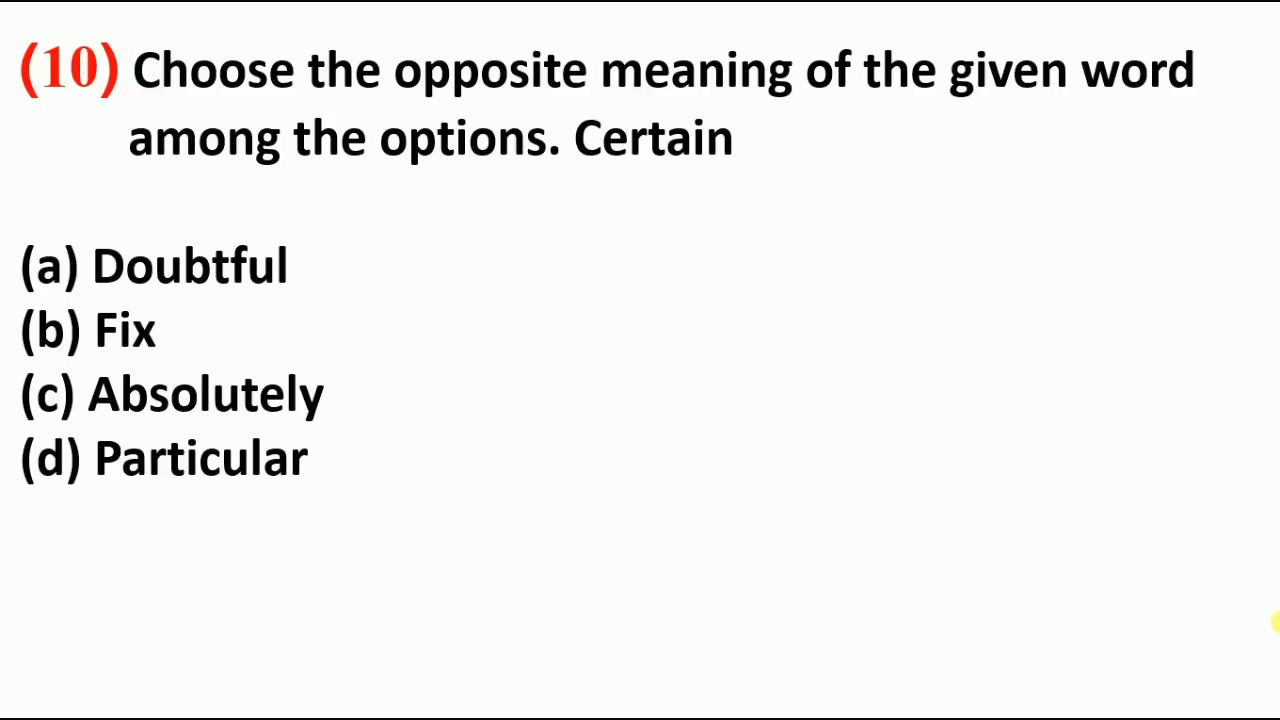 (10) Choose the opposite meaning of the given word
among the options. Certain
(a) Doubtful
(b) Fix
(c) Absolutely
(d) Particular